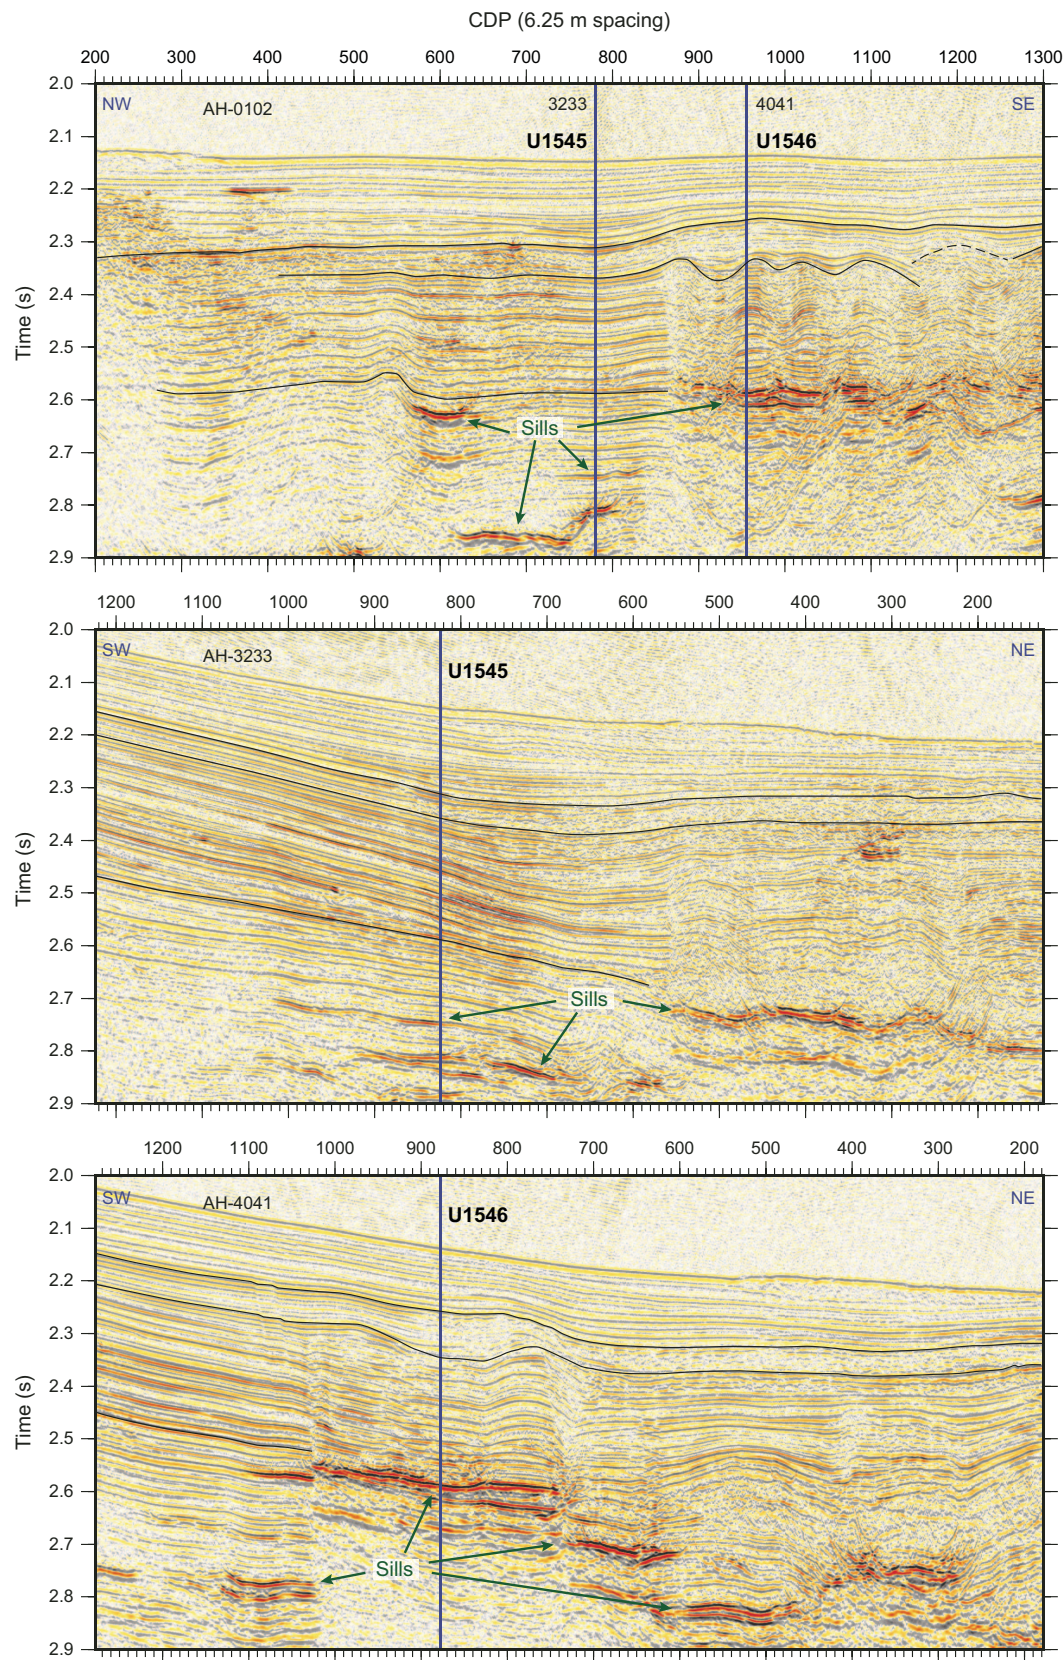 CDP (6.25 m spacing)
200 300 400 500 600 700 800 900 1000 1100 1200 1300
2.0
NW AH-0102 3233 4041 SE
U1545 U1546
2.1
2.2
2.3
2.4
2.5
2.6
Sills
2.7
2.8
2.9
Time (s)
1200 1100 1000 900 800 700 600 500 400 300 200
2.0
SW AH-3233 U1545 NE
2.1
2.2
2.3
2.4
2.5
2.6
2.7
Sills
2.8
2.9
Time (s)
1200 1100 1000 900 800 700 600 500 400 300 200
2.0
SW AH-4041 U1546 NE
2.1
2.2
2.3
2.4
2.5
2.6
2.7
Sills
2.8
2.9
Time (s)